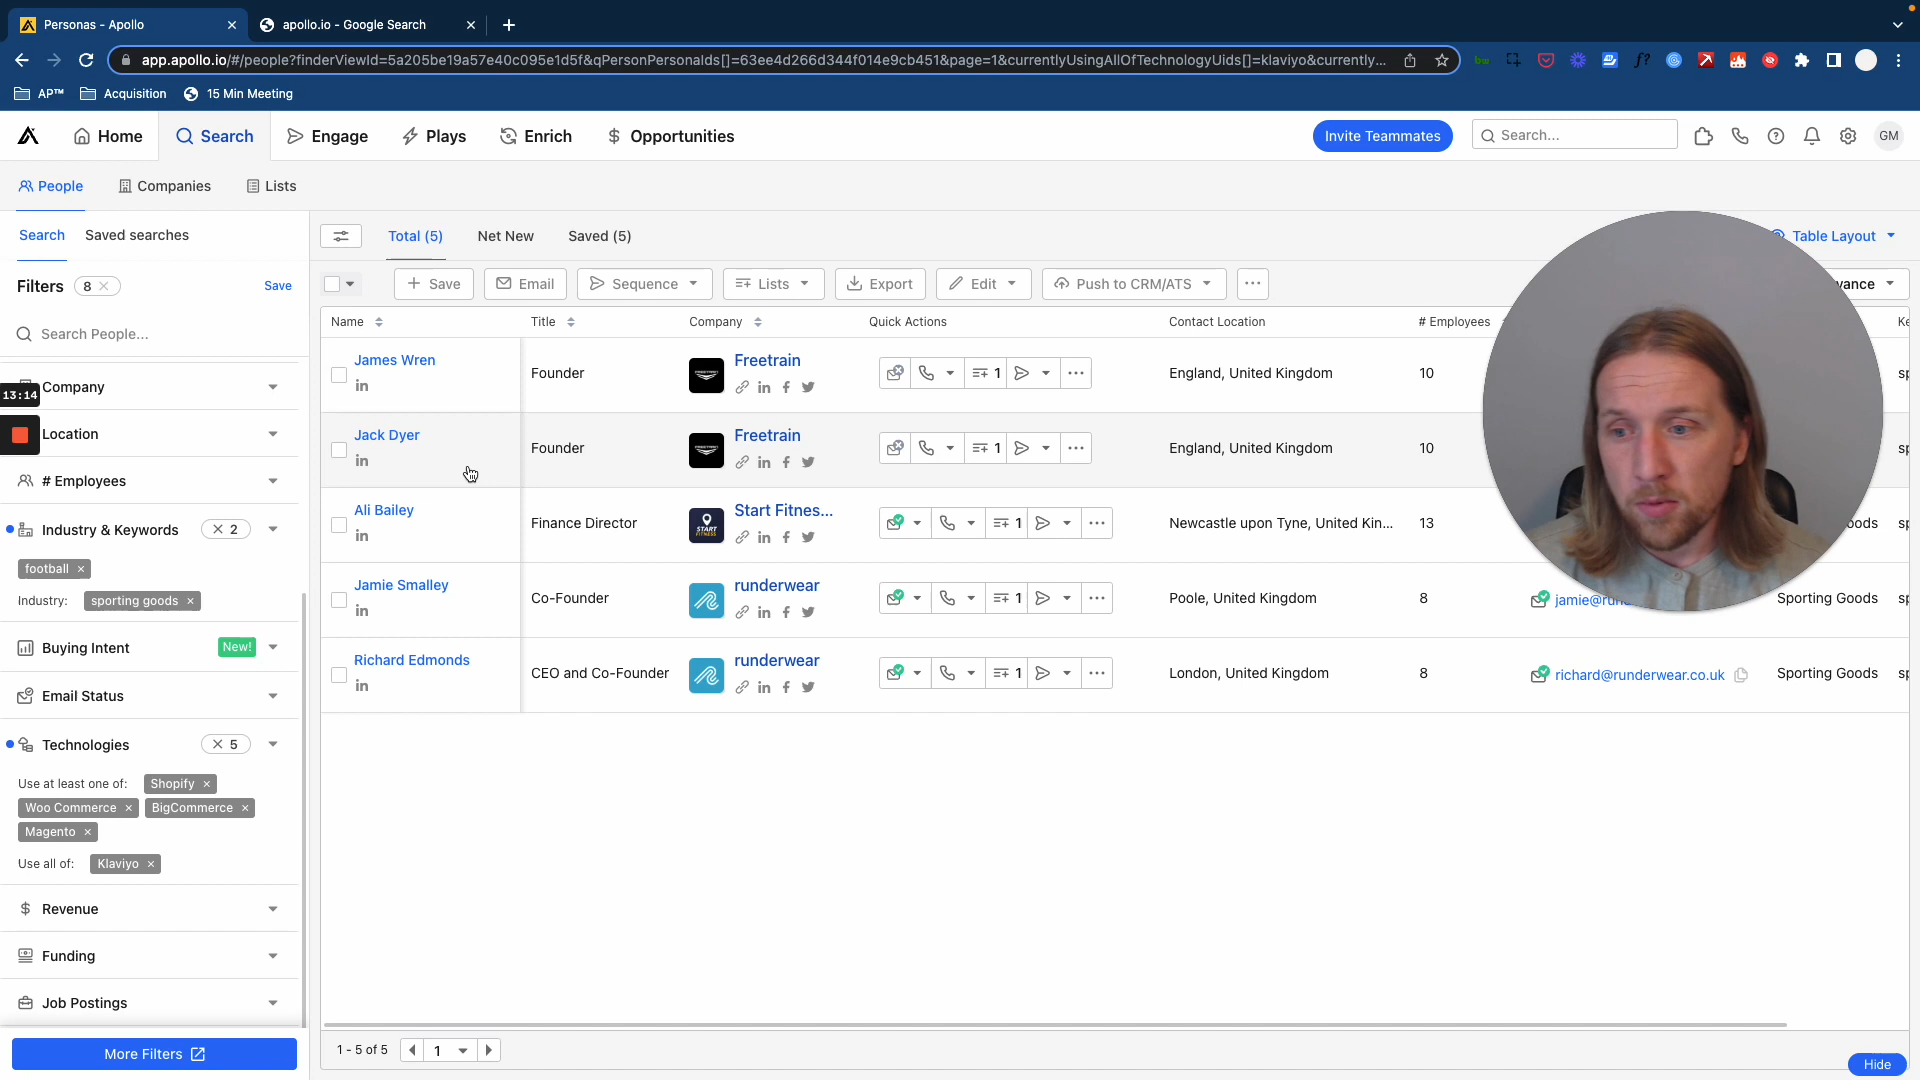 Personas - Apollo
apollo.io - Google Search
app.apollo.io/#/people?finderViewId=5a205be19a57e40c095e1d5f&qPersonPersonaIds[]=63ee4d266d344f014e9cb451&page=1&currentlyUsingAllOfTechnologyUids[]=klaviyo&currently...
AP™ Acquisition 15 Min Meeting
Home Search Engage Plays Enrich Opportunities Invite Teammates Search... GM
People Companies Lists
Search Saved searches
Total (5) Net New Saved (5) Table Layout
Filters 8 Save
Save Email Sequence Lists Export Edit Push to CRM/ATS
Search People...
Name Title Company Quick Actions Contact Location # Employees
James Wren Founder Freetrain 1 England, United Kingdom 10
Jack Dyer Founder Freetrain 1 England, United Kingdom 10
Ali Bailey Finance Director START FITNESS Start Fitnes... 1 Newcastle upon Tyne, United Kin... 13
Jamie Smalley Co-Founder runderwear 1 Poole, United Kingdom 8 Sporting Goods
Richard Edmonds CEO and Co-Founder runderwear 1 London, United Kingdom 8 richard@runderwear.co.uk Sporting Goods
Company
13:14
Location
# Employees
Industry & Keywords 2
football
Industry: sporting goods
Buying Intent New!
Email Status
Technologies 5
Use at least one of: Shopify
Woo Commerce BigCommerce
Magento
Use all of: Klaviyo
Revenue
Funding
Job Postings
More Filters
1 - 5 of 5 1
Hide